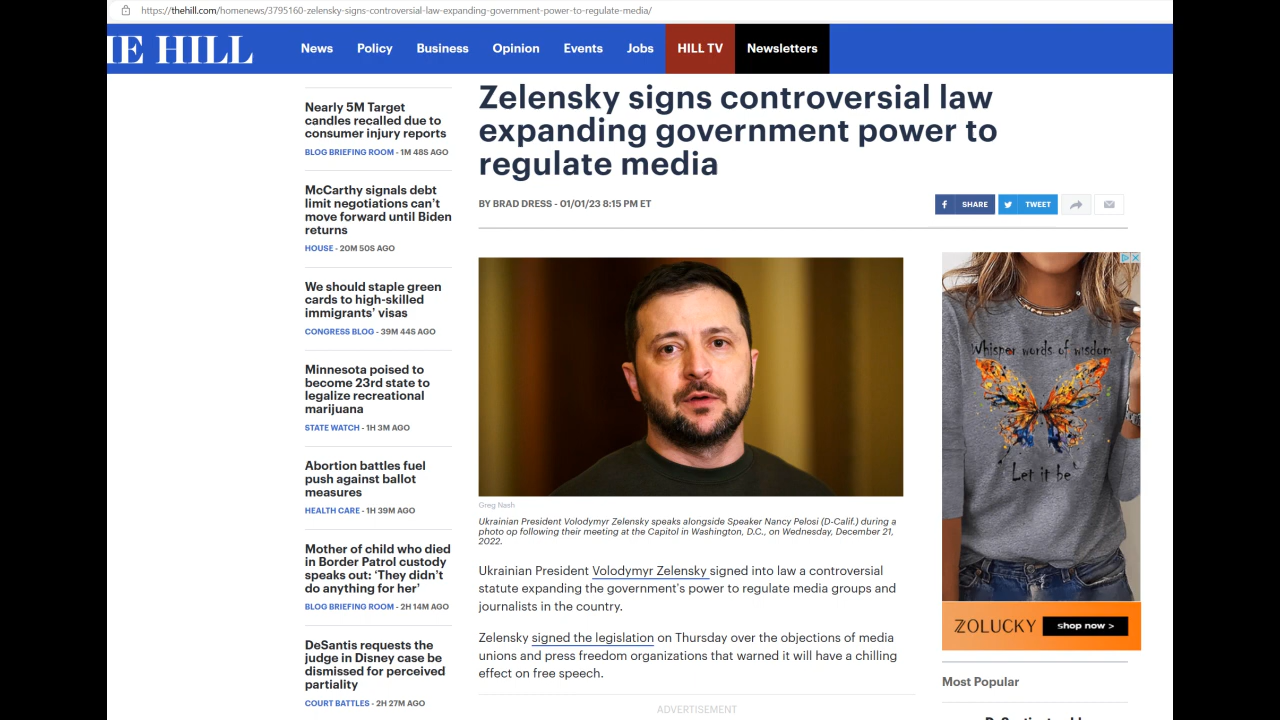 https://thehill.com/homenews/3795160-zelensky-signs-controversial-law-expanding-government-power-to-regulate-media/
HE HILL
News
Policy
Business
Opinion
Events
Jobs
HILL TV
Newsletters
Nearly 5M Target
candles recalled due to
consumer injury reports
BLOG BRIEFING ROOM - 1M 48S AGO
McCarthy signals debt
limit negotiations can't
move forward until Biden
returns
HOUSE - 20M 50S AGO
We should staple green
cards to high-skilled
immigrants' visas
CONGRESS BLOG - 39M 44S AGO
Minnesota poised to
become 23rd state to
legalize recreational
marijuana
STATE WATCH - 1H 3M AGO
Abortion battles fuel
push against ballot
measures
HEALTH CARE - 1H 39M AGO
Mother of child who died
in Border Patrol custody
speaks out: ‘They didn't
do anything for her’
BLOG BRIEFING ROOM - 2H 14M AGO
DeSantis requests the
judge in Disney case be
dismissed for perceived
partiality
COURT BATTLES - 2H 27M AGO
Zelensky signs controversial law
expanding government power to
regulate media
BY BRAD DRESS - 01/01/23 8:15 PM ET
SHARE
TWEET
Greg Nash
Ukrainian President Volodymyr Zelensky speaks alongside Speaker Nancy Pelosi (D-Calif.) during a
photo op following their meeting at the Capitol in Washington, D.C., on Wednesday, December 21,
2022.
Ukrainian President Volodymyr Zelensky signed into law a controversial
statute expanding the government's power to regulate media groups and
journalists in the country.
Zelensky signed the legislation on Thursday over the objections of media
unions and press freedom organizations that warned it will have a chilling
effect on free speech.
ADVERTISEMENT
Whisper words of wisdom
Let it be
ZOLUCKY
shop now >
Most Popular